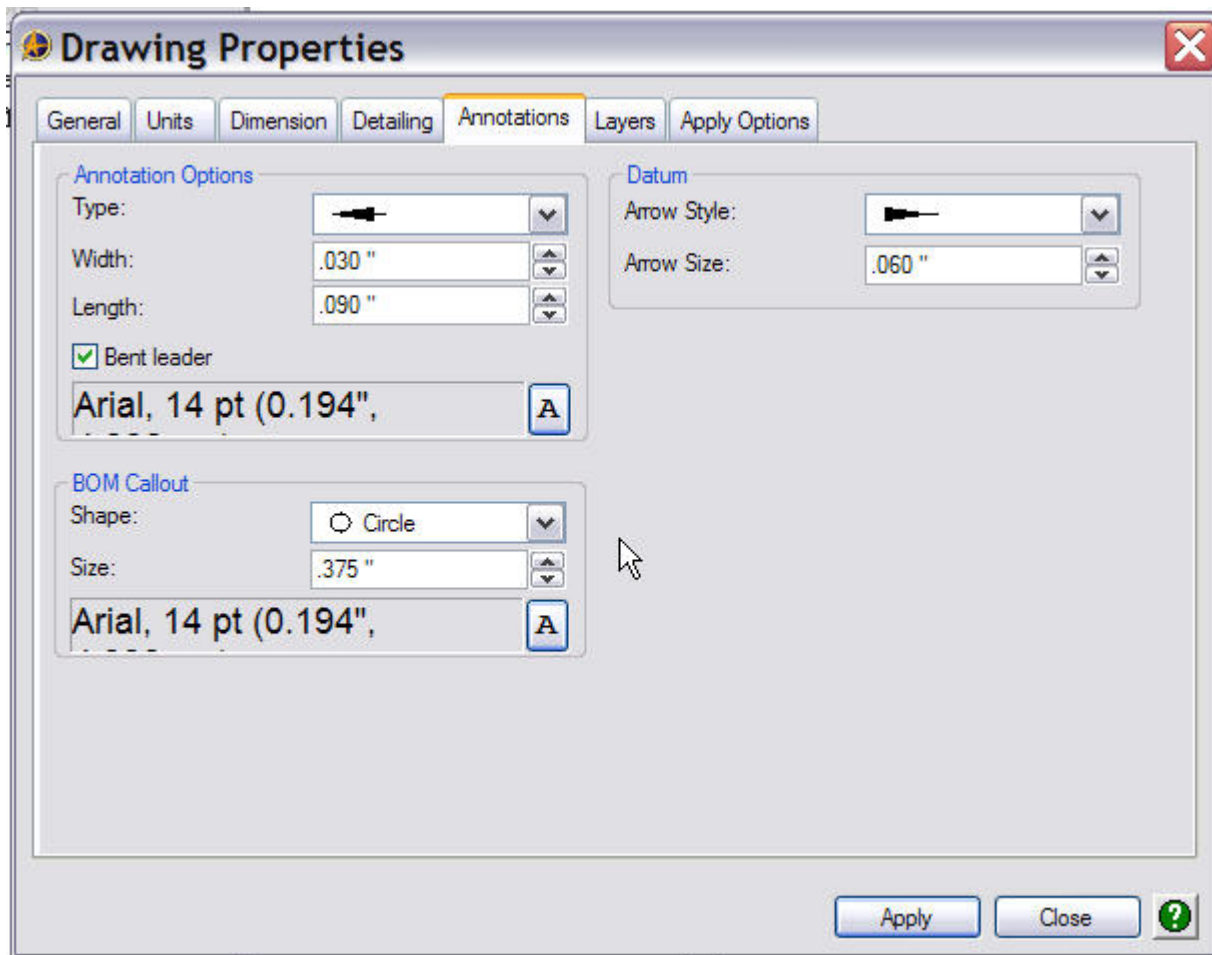 Drawing Properties
General Units Dimension Detailing Annotations Layers Apply Options
Annotation Options
Type:
Width: .030 "
Length: .090 "
Bent leader
Arial, 14 pt (0.194",
A
BOM Callout
Shape: Circle
Size: .375 "
Arial, 14 pt (0.194",
A
Datum
Arrow Style:
Arrow Size: .060 "
Apply Close ?